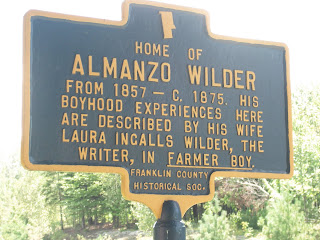 HOME OF
ALMANZO WILDER
FROM 1857 — C. 1875. HIS
BOYHOOD EXPERIENCES HERE
ARE DESCRIBED BY HIS WIFE
LAURA INGALLS WILDER, THE
WRITER, IN FARMER BOY.
FRANKLIN COUNTY
HISTORICAL SOC.